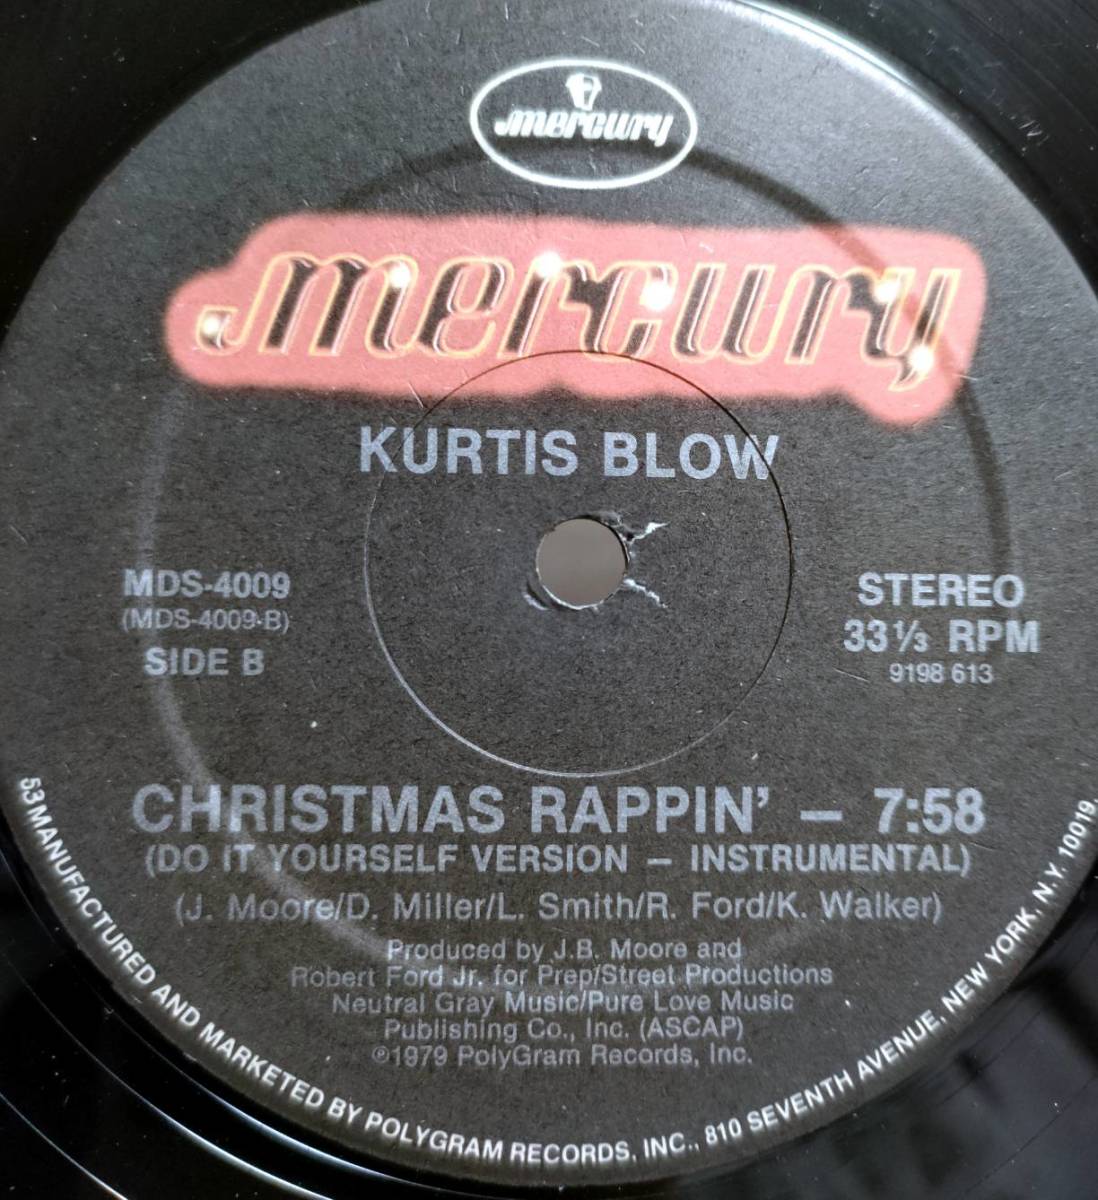 mercury
mercury
KURTIS BLOW
MDS-4009
(MDS-4009-B)
SIDE B
STEREO
33⅓ RPM
9198 613
CHRISTMAS RAPPIN' — 7:58
(DO IT YOURSELF VERSION — INSTRUMENTAL)
(J. Moore/D. Miller/L. Smith/R. Ford/K. Walker)
Produced by J.B. Moore and
Robert Ford Jr. for Prep/Street Productions
Neutral Gray Music/Pure Love Music
Publishing Co., Inc. (ASCAP)
℗1979 PolyGram Records, Inc.
53 MANUFACTURED AND MARKETED BY POLYGRAM RECORDS, INC., 810 SEVENTH AVENUE, NEW YORK, N.Y. 10019.